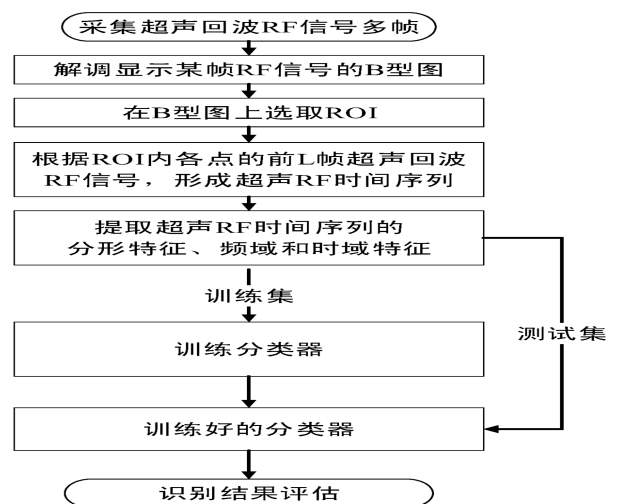 采集超声回波RF信号多帧
解调显示某帧RF信号的B型图
在B型图上选取ROI
根据ROI内各点的前L帧超声回波
RF信号，形成超声RF时间序列
提取超声RF时间序列的
分形特征、频域和时域特征
训练集
测试集
训练分类器
训练好的分类器
识别结果评估